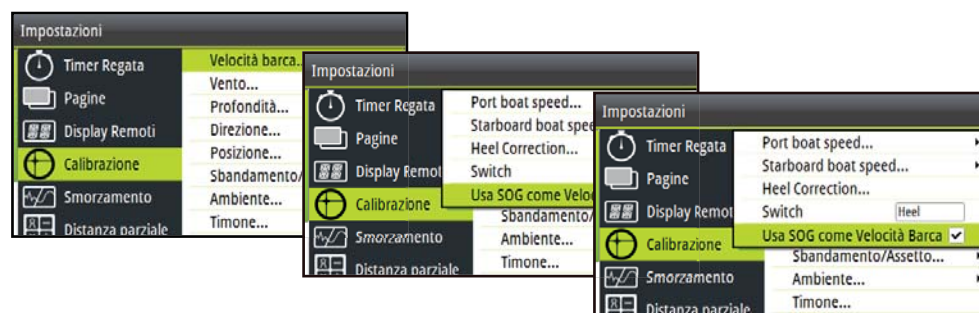 Impostazioni
Timer Regata
Pagine
Display Remoti
Calibrazione
Smorzamento
Distanza parziale
Velocità barca...
Vento...
Profondità...
Direzione...
Posizione...
Sbandamento/
Ambiente...
Timone...
Impostazioni
Timer Regata
Pagine
Display Remot
Calibrazione
Smorzamento
Distanza parziale
Port boat speed...
Starboard boat spee
Heel Correction...
Switch
Usa SOG come Veloc
Sbandamento/
Ambiente...
Timone...
Impostazioni
Timer Regata
Pagine
Display Remot
Calibrazione
Smorzamento
Distanza parziale
Port boat speed...
Starboard boat speed...
Heel Correction...
Switch Heel
Usa SOG come Velocità Barca
Sbandamento/Assetto...
Ambiente...
Timone...